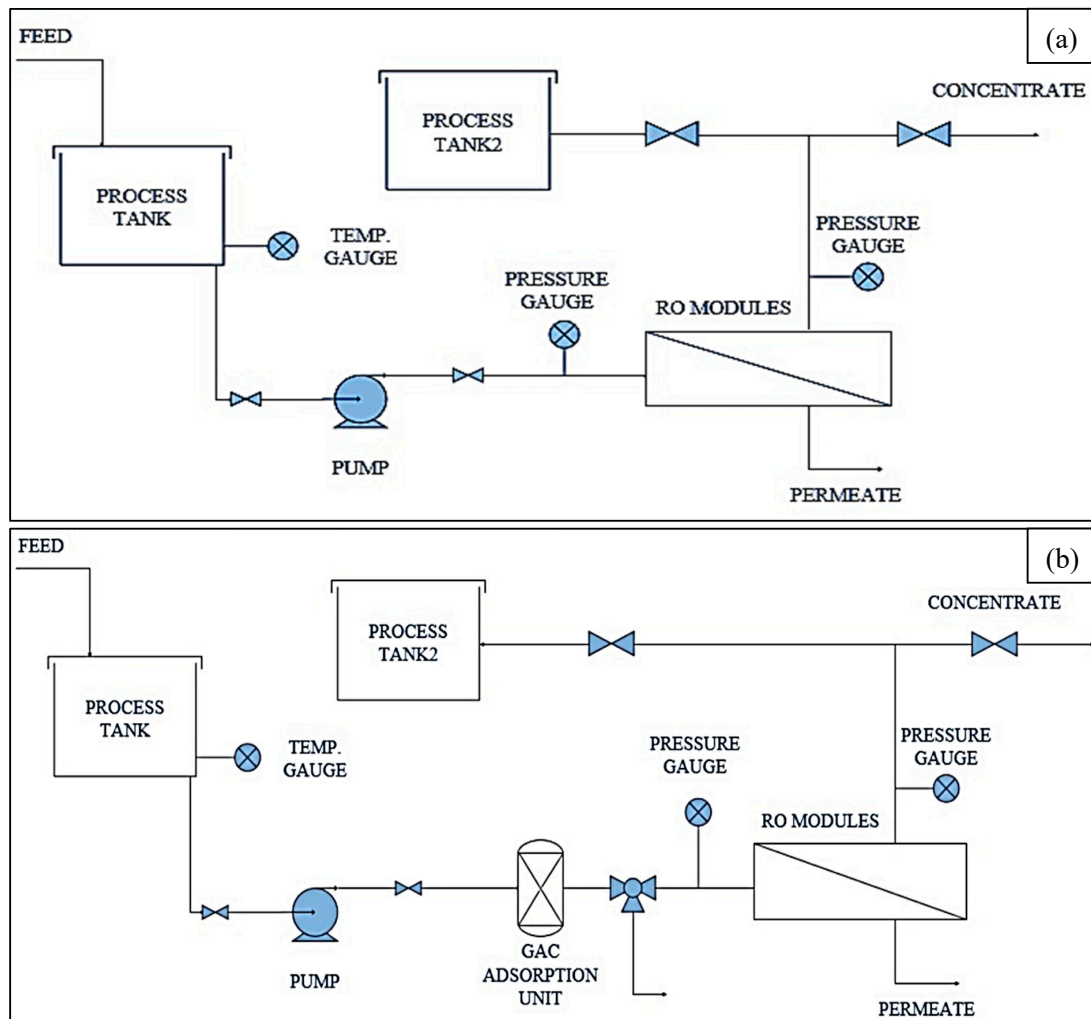 (a)
FEED
PROCESS
TANK2
CONCENTRATE
PROCESS
TANK
TEMP.
GAUGE
PRESSURE
GAUGE
PRESSURE
GAUGE
RO MODULES
PUMP
PERMEATE
(b)
FEED
PROCESS
TANK2
CONCENTRATE
PROCESS
TANK
TEMP.
GAUGE
PRESSURE
GAUGE
PRESSURE
GAUGE
RO MODULES
PUMP
GAC
ADSORPTION
UNIT
PERMEATE